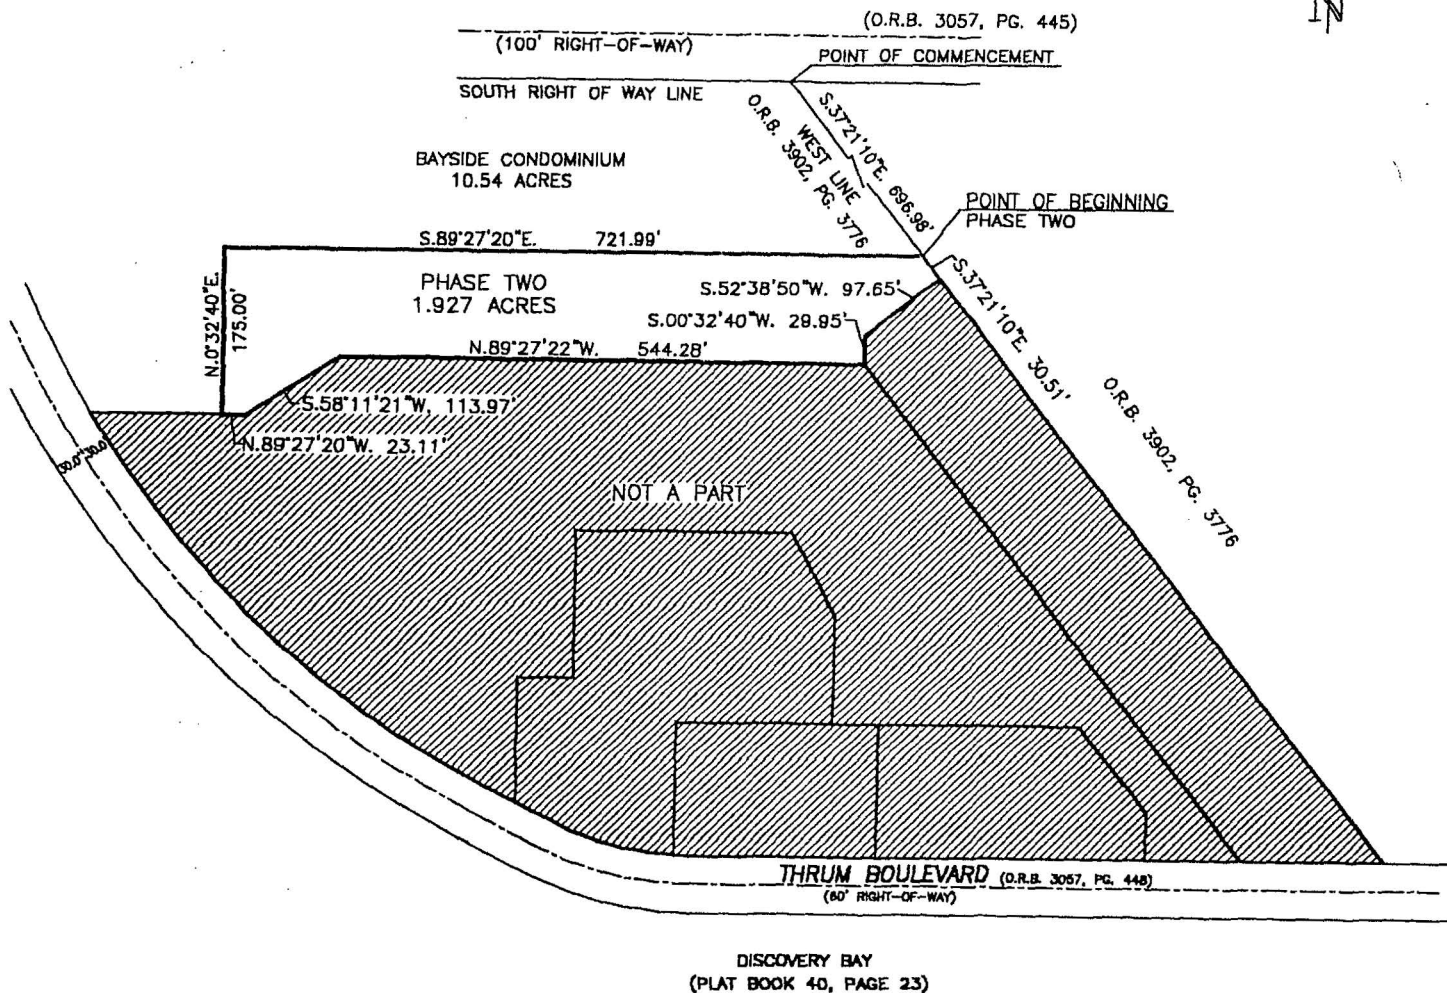 N
(O.R.B. 3057, PG. 445)
(100' RIGHT-OF-WAY)
POINT OF COMMENCEMENT
SOUTH RIGHT OF WAY LINE
S.37°21'10"E. 696.98'
WEST LINE
O.R.B. 3902, PG. 3776
BAYSIDE CONDOMINIUM
10.54 ACRES
POINT OF BEGINNING
PHASE TWO
S.89°27'20"E. 721.99'
S.37°21'10"E. 30.51'
N.0°32'40"E.
175.00'
PHASE TWO
1.927 ACRES
S.52°38'50"W. 97.65'
S.00°32'40"W. 29.95'
N.89°27'22"W. 544.28'
O.R.B. 3902, PG. 3776
S.58°11'21"W. 113.97'
N.89°27'20"W. 23.11'
30.0' 30.0'
NOT A PART
THRUM BOULEVARD (O.R.B. 3057, PG. 448)
(60' RIGHT-OF-WAY)
DISCOVERY BAY
(PLAT BOOK 40, PAGE 23)